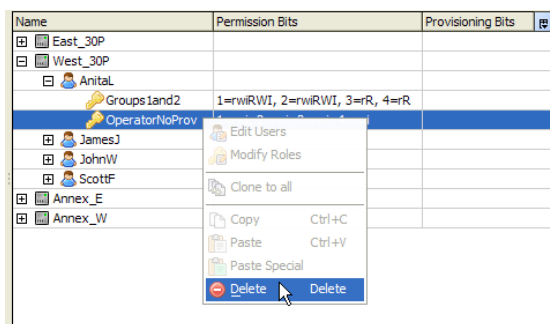 Name Permission Bits Provisioning Bits
East_30P
West_30P
AnitaL
Groups1and2 1=rwiRWI, 2=rwiRWI, 3=rR, 4=rR
OperatorNoProv
Edit Users
JamesJ
Modify Roles
JohnW
ScottF
Clone to all
Annex_E
Annex_W
Copy Ctrl+C
Paste Ctrl+V
Paste Special
Delete Delete